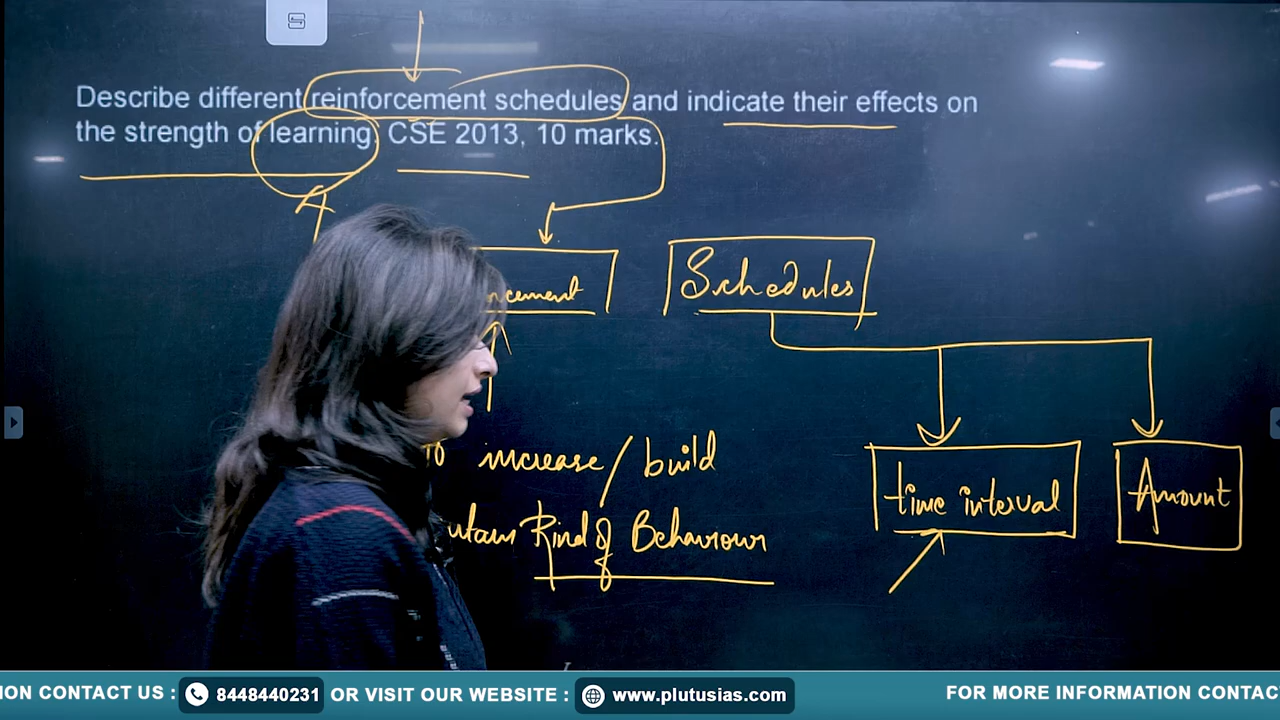 Describe different reinforcement schedules and indicate their effects on
the strength of learning. CSE 2013, 10 marks.
Schedules
increase / build
Kind of Behaviour
time interval
Amount
ION CONTACT US : 8448440231 OR VISIT OUR WEBSITE : www.plutusias.com FOR MORE INFORMATION CONTAC